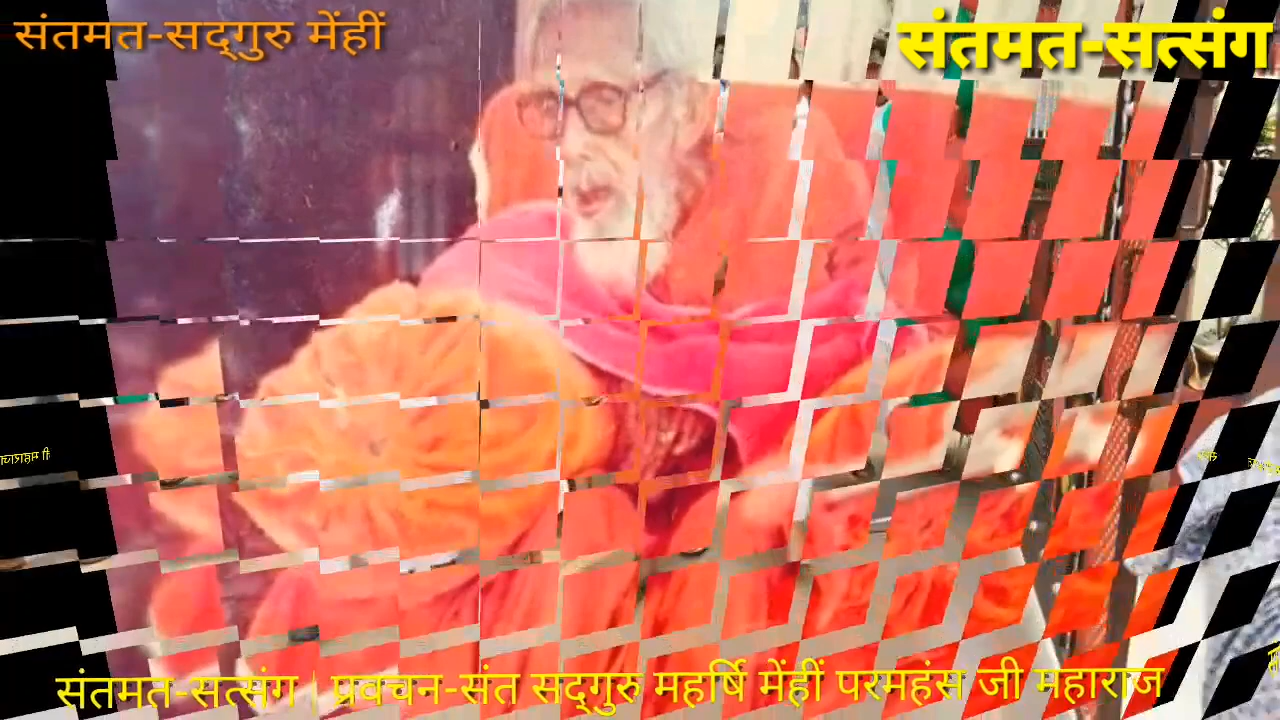 संतमत-सद्गुरु मेंहीं
संतमत-सत्संग
संतमत-सत्संग | प्रवचन-संत सद्गुरु महर्षि मेंहीं परमहंस जी महाराज